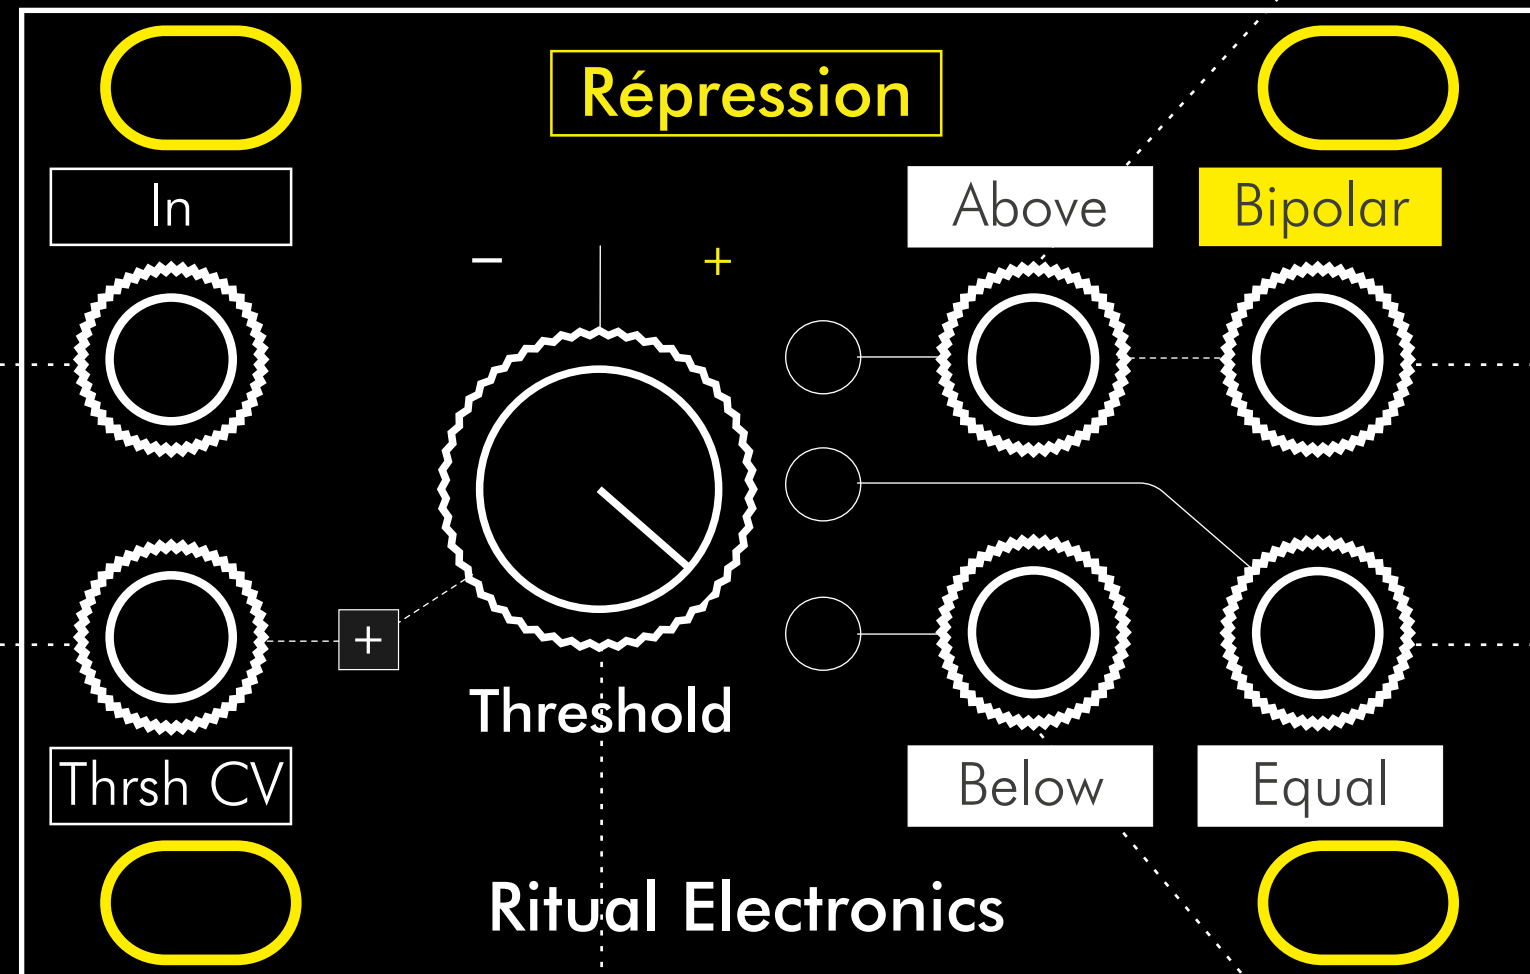 Répression
In
Above
Bipolar
− +
+
Threshold
Thrsh CV
Below
Equal
Ritual Electronics